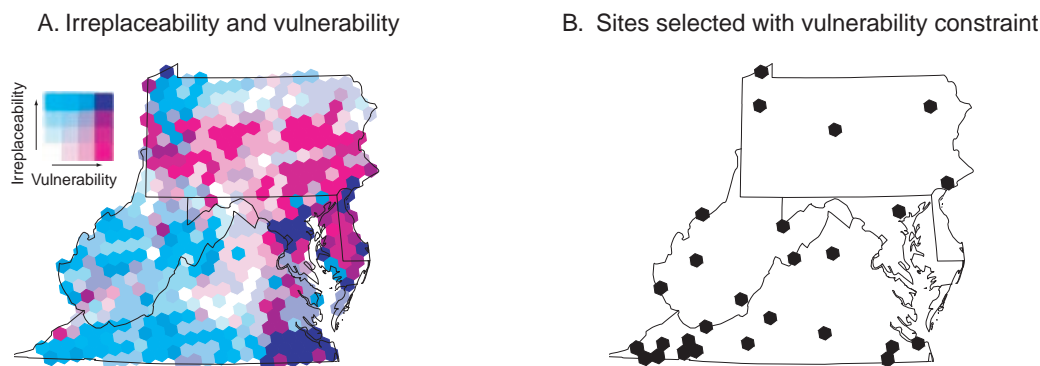 A. Irreplaceability and vulnerability
B. Sites selected with vulnerability constraint
Irreplaceability
Vulnerability